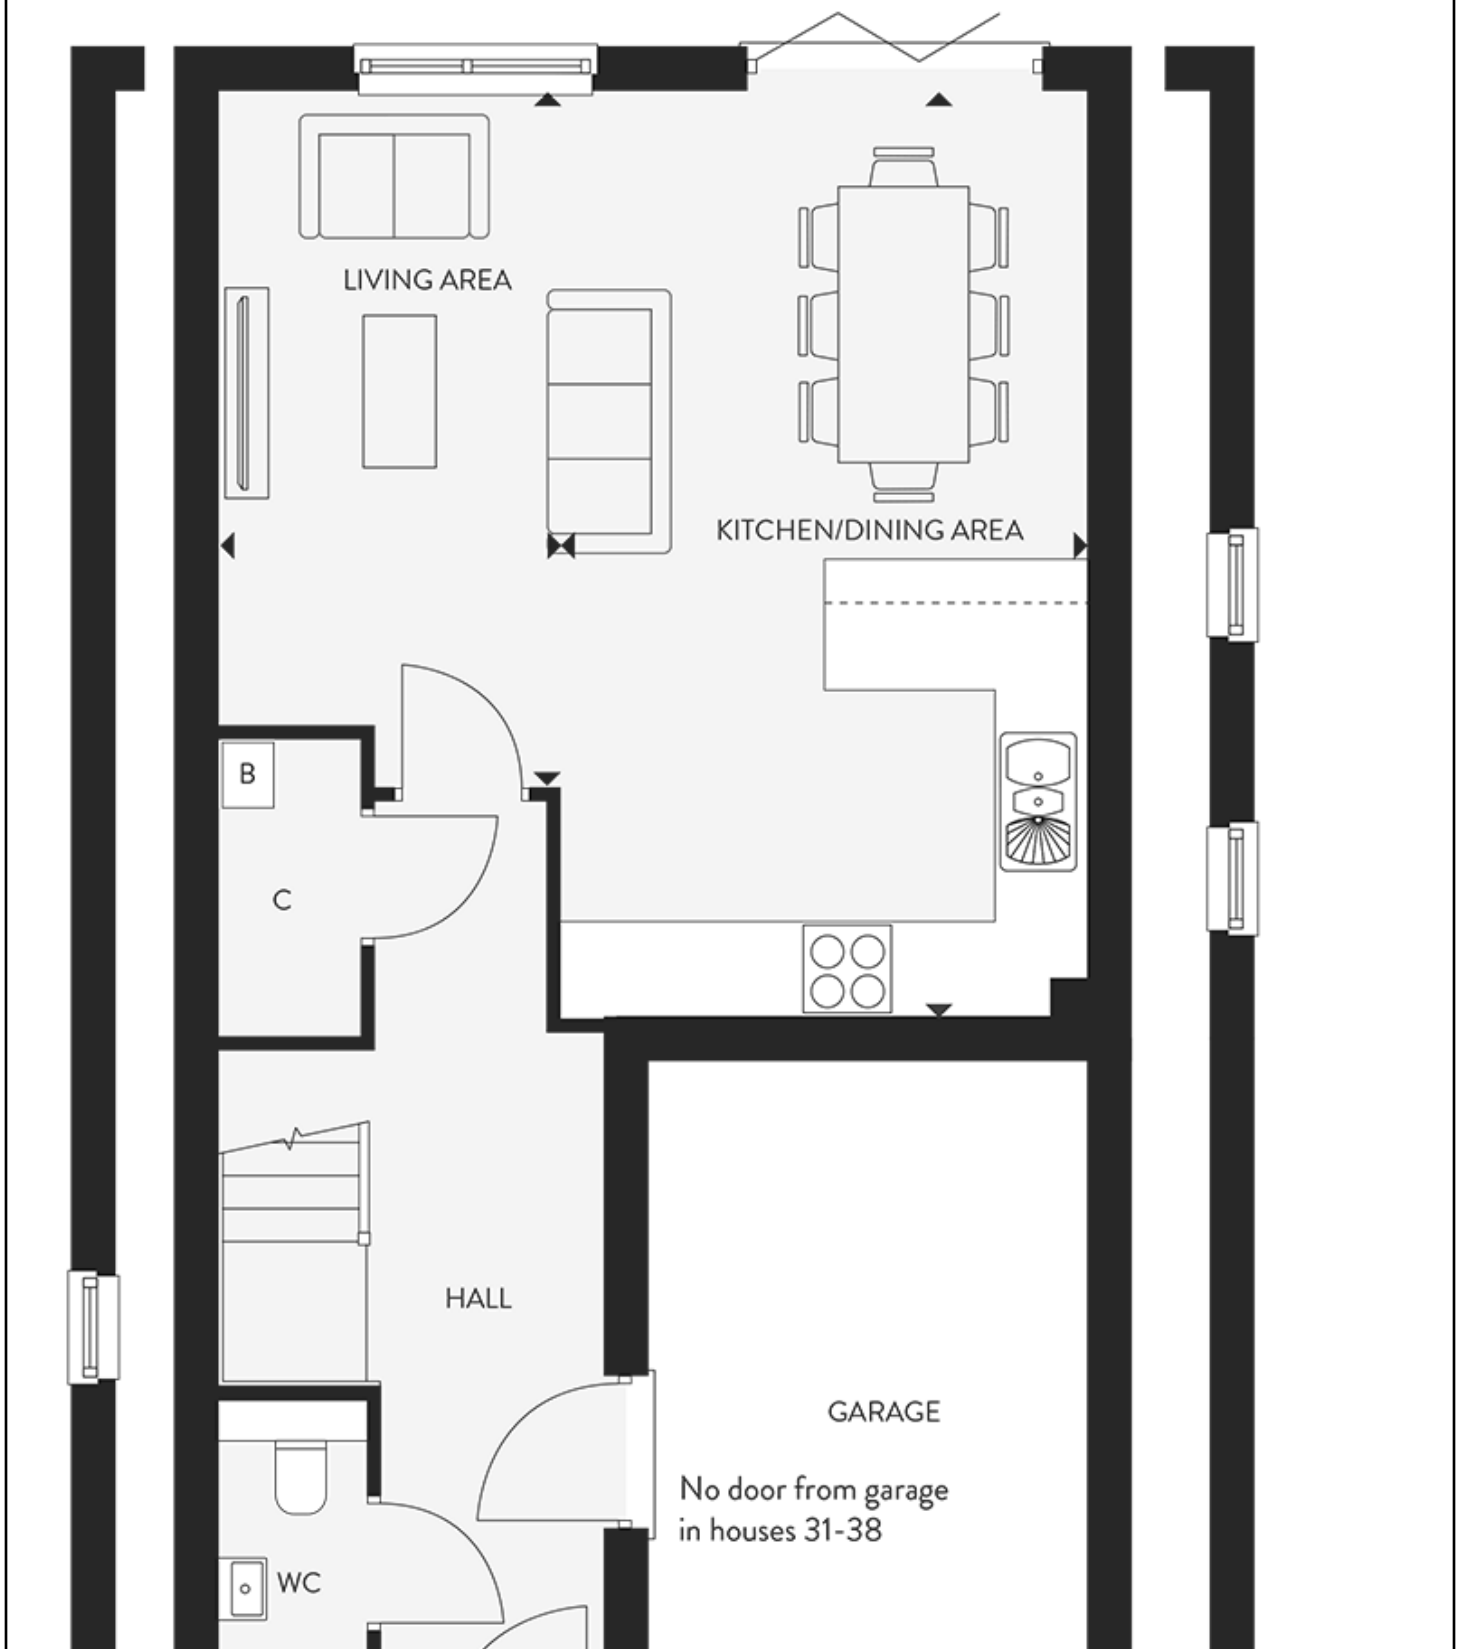 LIVING AREA
KITCHEN/DINING AREA
B
C
HALL
GARAGE
No door from garage
in houses 31-38
WC